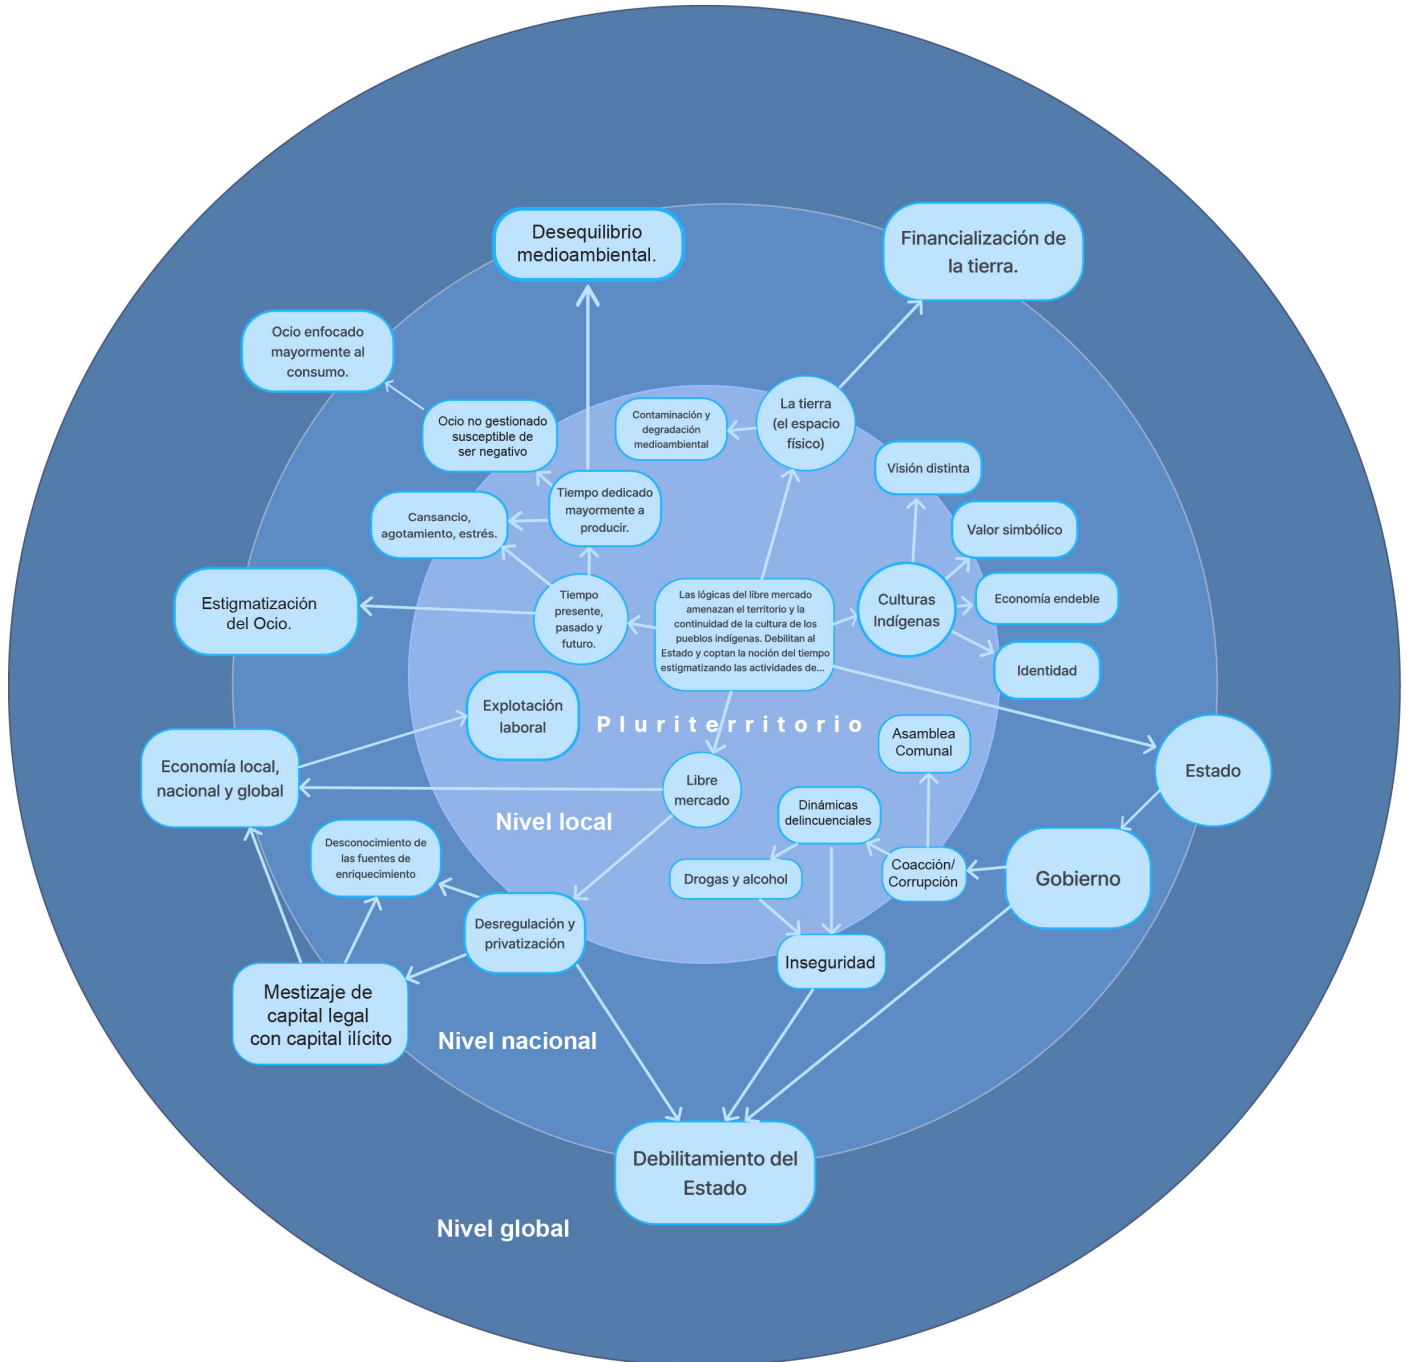 Desequilibrio
medioambiental.
Financialización de
la tierra.
Ocio enfocado
mayormente al
consumo.
Ocio no gestionado
susceptible de
ser negativo
Contaminación y
degradación
medioambiental
La tierra
(el espacio
físico)
Visión distinta
Cansancio,
agotamiento, estrés.
Tiempo dedicado
mayormente a
producir.
Valor simbólico
Estigmatización
del Ocio.
Tiempo
presente,
pasado y
futuro.
Las lógicas del libre mercado
amenazan el territorio y la
continuidad de la cultura de los
pueblos indígenas. Debilitan al
Estado y coptan la noción del tiempo
estigmatizando las actividades de...
Culturas
Indígenas
Economía endeble
Identidad
Explotación
laboral
Pluriterritorio
Asamblea
Comunal
Economía local,
nacional y global
Libre
mercado
Estado
Nivel local
Dinámicas
delincuenciales
Desconocimiento de
las fuentes de
enriquecimiento
Drogas y alcohol
Coacción/
Corrupción
Gobierno
Desregulación y
privatización
Inseguridad
Mestizaje de
capital legal
con capital ilícito
Nivel nacional
Debilitamiento del
Estado
Nivel global